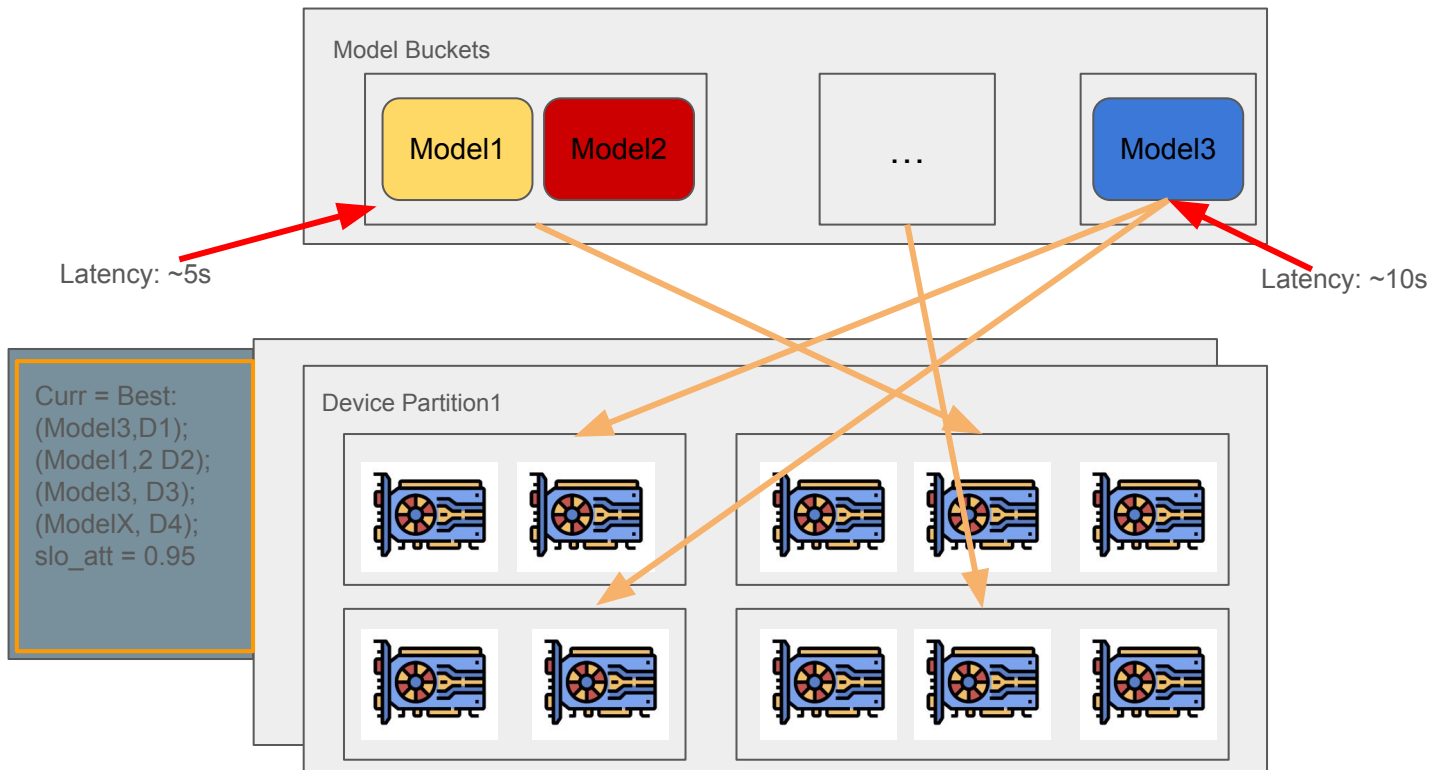 Model Buckets
Model1
Model2
...
Model3
Latency: ~5s
Latency: ~10s
Curr = Best:
(Model3,D1);
(Model1,2 D2);
(Model3, D3);
(ModelX, D4);
slo_att = 0.95
Device Partition1